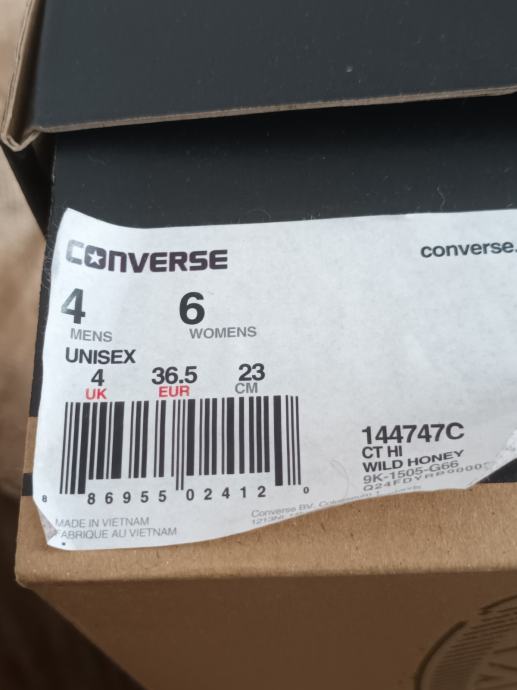 CONVERSE
converse.
4 6
MENS WOMENS
UNISEX
4 36.5 23
UK EUR CM
144747C
CT HI
WILD HONEY
9K-1505-G66
8 86955 02412 0
MADE IN VIETNAM
FABRIQUE AU VIETNAM
Converse BV.